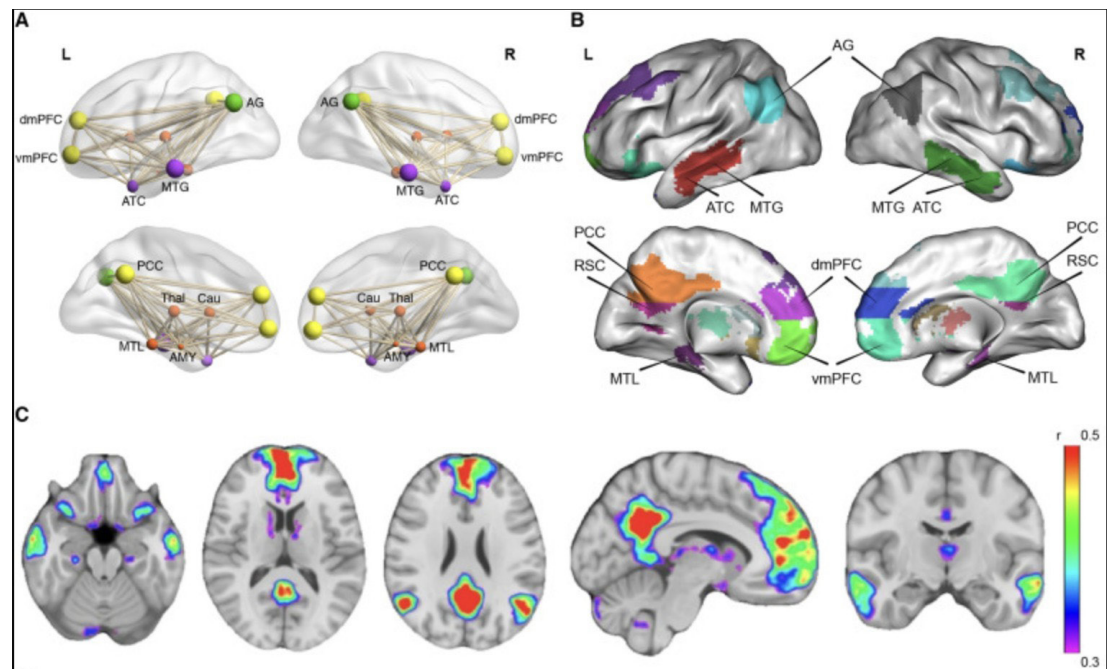 A
L
R
AG
AG
dmPFC
dmPFC
vmPFC
vmPFC
MTG
MTG
ATC
ATC
PCC
PCC
Thal
Cau
Cau
Thal
MTL
AMY
AMY
MTL
B
L
AG
R
ATC
MTG
MTG
ATC
PCC
PCC
RSC
dmPFC
RSC
MTL
vmPFC
MTL
C
r
0.5
0.3